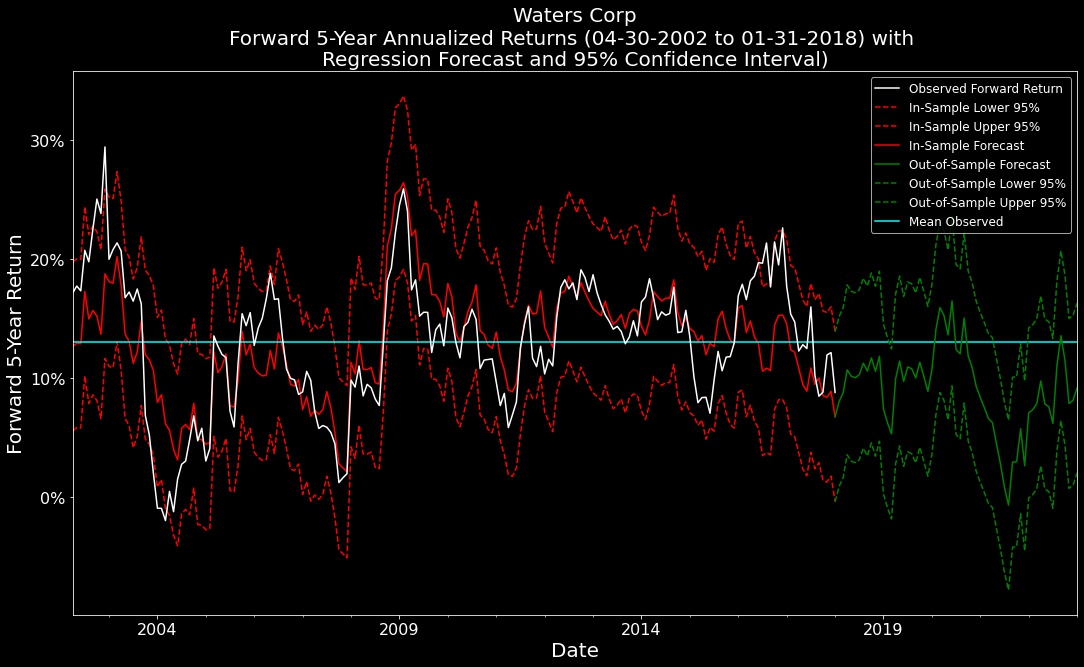 Waters Corp
Forward 5-Year Annualized Returns (04-30-2002 to 01-31-2018) with
Regression Forecast and 95% Confidence Interval)
Observed Forward Return
In-Sample Lower 95%
In-Sample Upper 95%
In-Sample Forecast
Out-of-Sample Forecast
Out-of-Sample Lower 95%
Out-of-Sample Upper 95%
Mean Observed
Forward 5-Year Return
30%
20%
10%
0%
2004
2009
2014
2019
Date